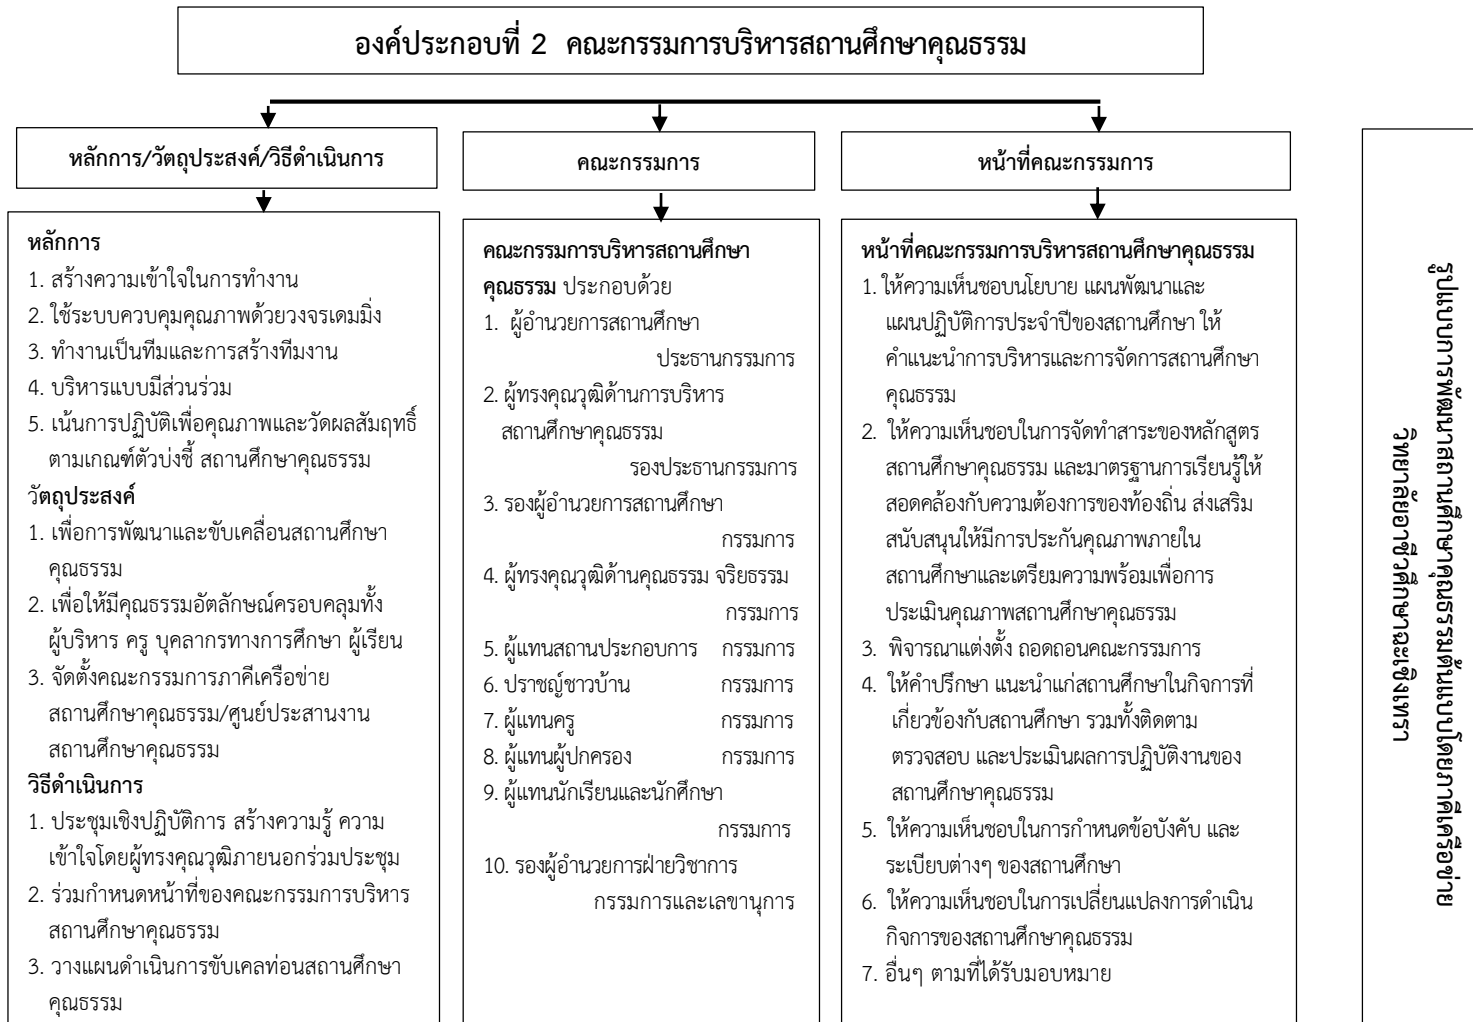 องค์ประกอบที่ 2 คณะกรรมการบริหารสถานศึกษาคุณธรรม
หลักการ/วัตถุประสงค์/วิธีดำเนินการ
หลักการ
1. สร้างความเข้าใจในการทำงาน
2. ใช้ระบบควบคุมคุณภาพด้วยวงจรเดมมิ่ง
3. ทำงานเป็นทีมและการสร้างทีมงาน
4. บริหารแบบมีส่วนร่วม
5. เน้นการปฏิบัติเพื่อคุณภาพและวัดผลสัมฤทธิ์
ตามเกณฑ์ตัวบ่งชี้ สถานศึกษาคุณธรรม
วัตถุประสงค์
1. เพื่อการพัฒนาและขับเคลื่อนสถานศึกษา
คุณธรรม
2. เพื่อให้มีคุณธรรมอัตลักษณ์ครอบคลุมทั้ง
ผู้บริหาร ครู บุคลากรทางการศึกษา ผู้เรียน
3. จัดตั้งคณะกรรมการภาคีเครือข่าย
สถานศึกษาคุณธรรม/ศูนย์ประสานงาน
สถานศึกษาคุณธรรม
วิธีดำเนินการ
1. ประชุมเชิงปฏิบัติการ สร้างความรู้ ความ
เข้าใจโดยผู้ทรงคุณวุฒิภายนอกร่วมประชุม
2. ร่วมกำหนดหน้าที่ของคณะกรรมการบริหาร
สถานศึกษาคุณธรรม
3. วางแผนดำเนินการขับเคลท่อนสถานศึกษา
คุณธรรม
คณะกรรมการ
คณะกรรมการบริหารสถานศึกษา
คุณธรรม ประกอบด้วย
1. ผู้อำนวยการสถานศึกษา
ประธานกรรมการ
2. ผู้ทรงคุณวุฒิด้านการบริหาร
สถานศึกษาคุณธรรม
รองประธานกรรมการ
3. รองผู้อำนวยการสถานศึกษา
กรรมการ
4. ผู้ทรงคุณวุฒิด้านคุณธรรม จริยธรรม
กรรมการ
5. ผู้แทนสถานประกอบการ กรรมการ
6. ปราชญ์ชาวบ้าน กรรมการ
7. ผู้แทนครู กรรมการ
8. ผู้แทนผู้ปกครอง กรรมการ
9. ผู้แทนนักเรียนและนักศึกษา
กรรมการ
10. รองผู้อำนวยการฝ่ายวิชาการ
กรรมการและเลขานุการ
หน้าที่คณะกรรมการ
หน้าที่คณะกรรมการบริหารสถานศึกษาคุณธรรม
1. ให้ความเห็นชอบนโยบาย แผนพัฒนาและ
แผนปฏิบัติการประจำปีของสถานศึกษา ให้
คำแนะนำการบริหารและการจัดการสถานศึกษา
คุณธรรม
2. ให้ความเห็นชอบในการจัดทำสาระของหลักสูตร
สถานศึกษาคุณธรรม และมาตรฐานการเรียนรู้ให้
สอดคล้องกับความต้องการของท้องถิ่น ส่งเสริม
สนับสนุนให้มีการประกันคุณภาพภายใน
สถานศึกษาและเตรียมความพร้อมเพื่อการ
ประเมินคุณภาพสถานศึกษาคุณธรรม
3. พิจารณาแต่งตั้ง ถอดถอนคณะกรรมการ
4. ให้คำปรึกษา แนะนำแก่สถานศึกษาในกิจการที่
เกี่ยวข้องกับสถานศึกษา รวมทั้งติดตาม
ตรวจสอบ และประเมินผลการปฏิบัติงานของ
สถานศึกษาคุณธรรม
5. ให้ความเห็นชอบในการกำหนดข้อบังคับ และ
ระเบียบต่างๆ ของสถานศึกษา
6. ให้ความเห็นชอบในการเปลี่ยนแปลงการดำเนิน
กิจการของสถานศึกษาคุณธรรม
7. อื่นๆ ตามที่ได้รับมอบหมาย
รูปแบบการพัฒนาสถานศึกษาคุณธรรมต้นแบบโดยภาคีเครือข่าย
วิทยาลัยอาชีวศึกษาฉะเชิงเทรา